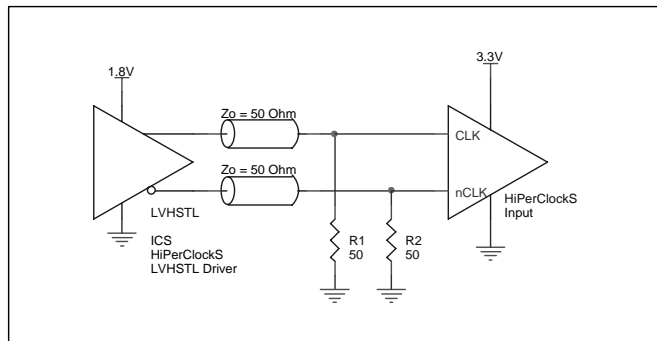 1.8V
3.3V
Zo = 50 Ohm
CLK
Zo = 50 Ohm
nCLK
HiPerClockS
Input
LVHSTL
ICS
HiPerClockS
LVHSTL Driver
R1
50
R2
50